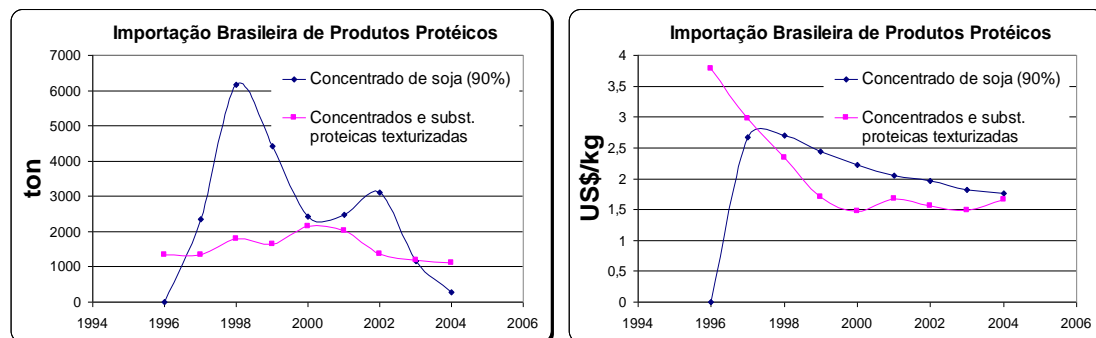 Importação Brasileira de Produtos Protéicos
7000
6000
5000
4000
3000
2000
1000
0
ton
Concentrado de soja (90%)
Concentrados e subst.
proteicas texturizadas
1994 1996 1998 2000 2002 2004 2006
Importação Brasileira de Produtos Protéicos
4
3,5
3
2,5
2
1,5
1
0,5
0
US$/kg
Concentrado de soja (90%)
Concentrados e subst.
proteicas texturizadas
1994 1996 1998 2000 2002 2004 2006